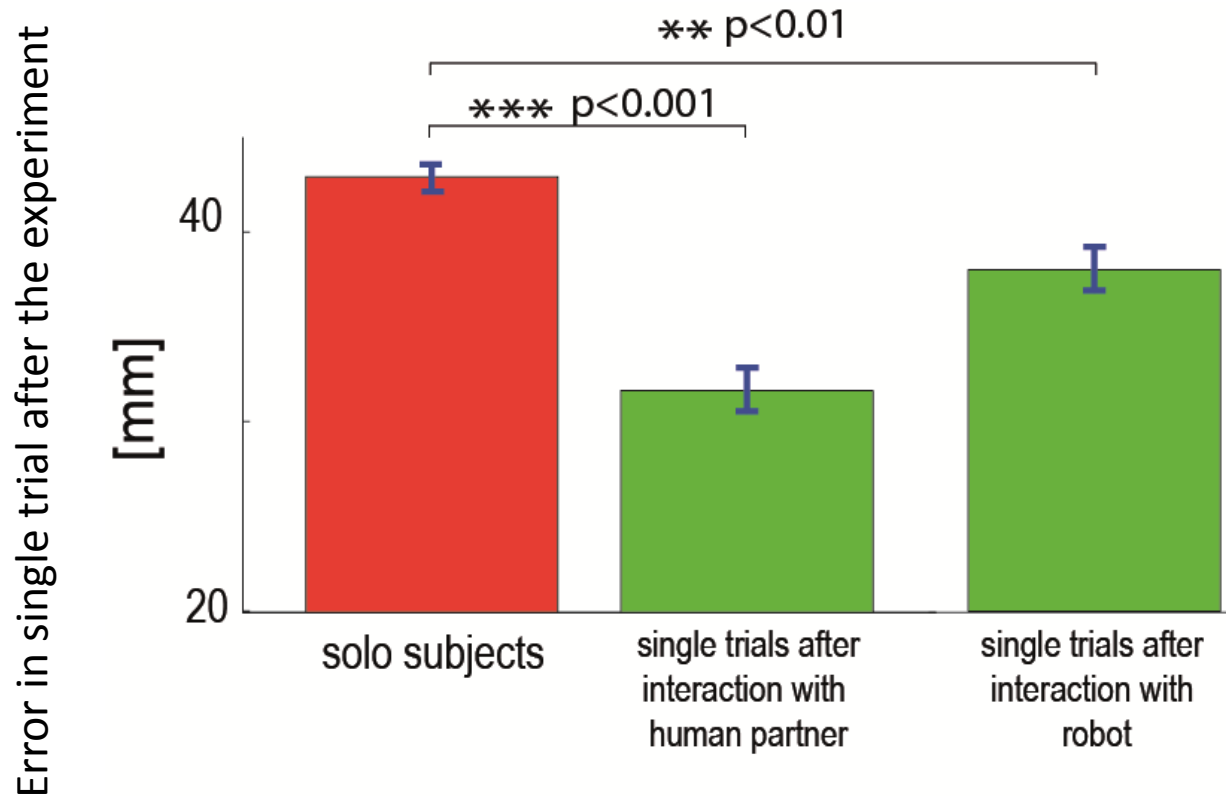 Error in single trial after the experiment
[mm]
** p<0.01
*** p<0.001
40
20
solo subjects
single trials after
interaction with
human partner
single trials after
interaction with
robot